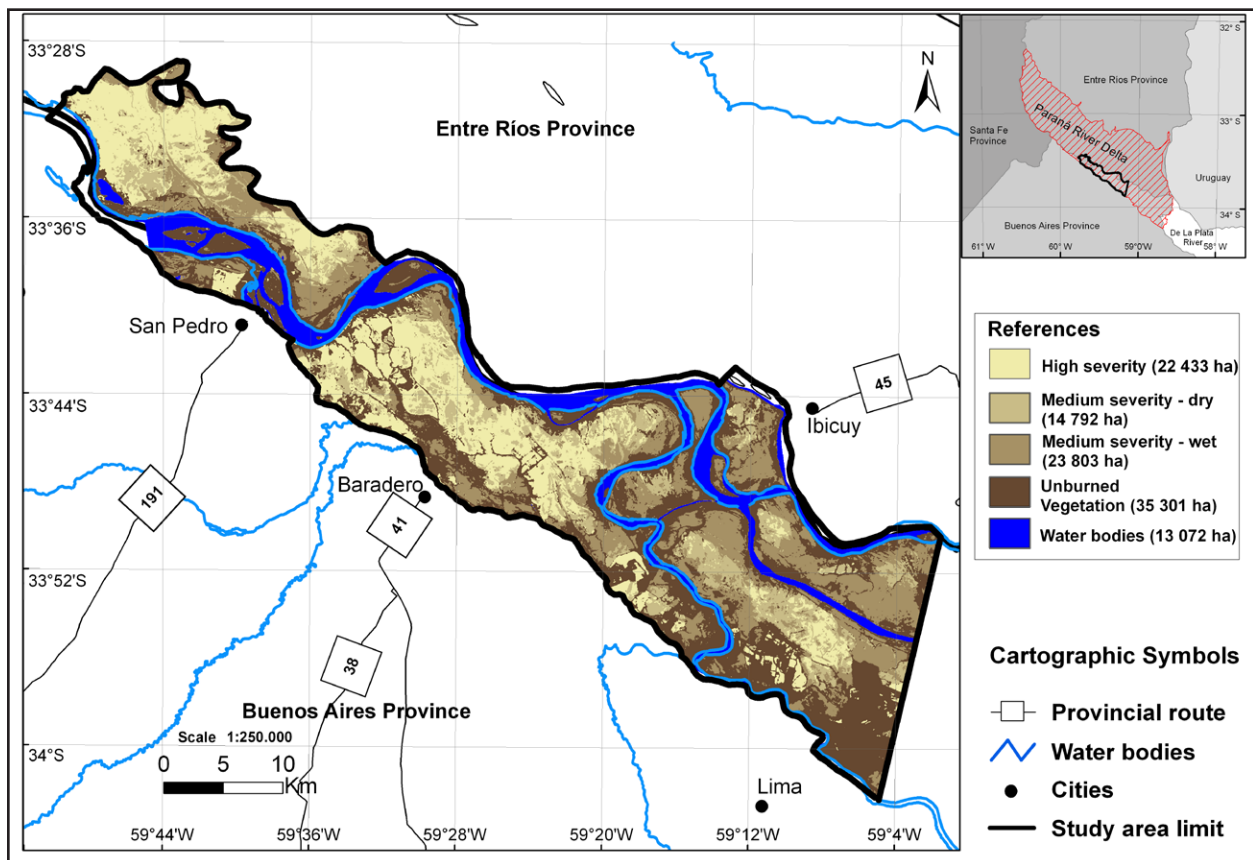 33°28'S
33°36'S
33°44'S
33°52'S
34°S
59°44'W
59°36'W
59°28'W
59°20'W
59°12'W
59°4'W
N
Entre Ríos Province
San Pedro
Ibicuy
45
Baradero
191
41
38
Buenos Aires Province
Scale 1:250.000
0 5 10
Km
Lima
32° S
33° S
34° S
61° W
60° W
59°0'W
58° W
Entre Ríos Province
Santa Fe
Province
Paraná River Delta
Uruguay
Buenos Aires Province
De La Plata
River
References
High severity (22 433 ha)
Medium severity - dry
(14 792 ha)
Medium severity - wet
(23 803 ha)
Unburned
Vegetation (35 301 ha)
Water bodies (13 072 ha)
Cartographic Symbols
Provincial route
Water bodies
Cities
Study area limit